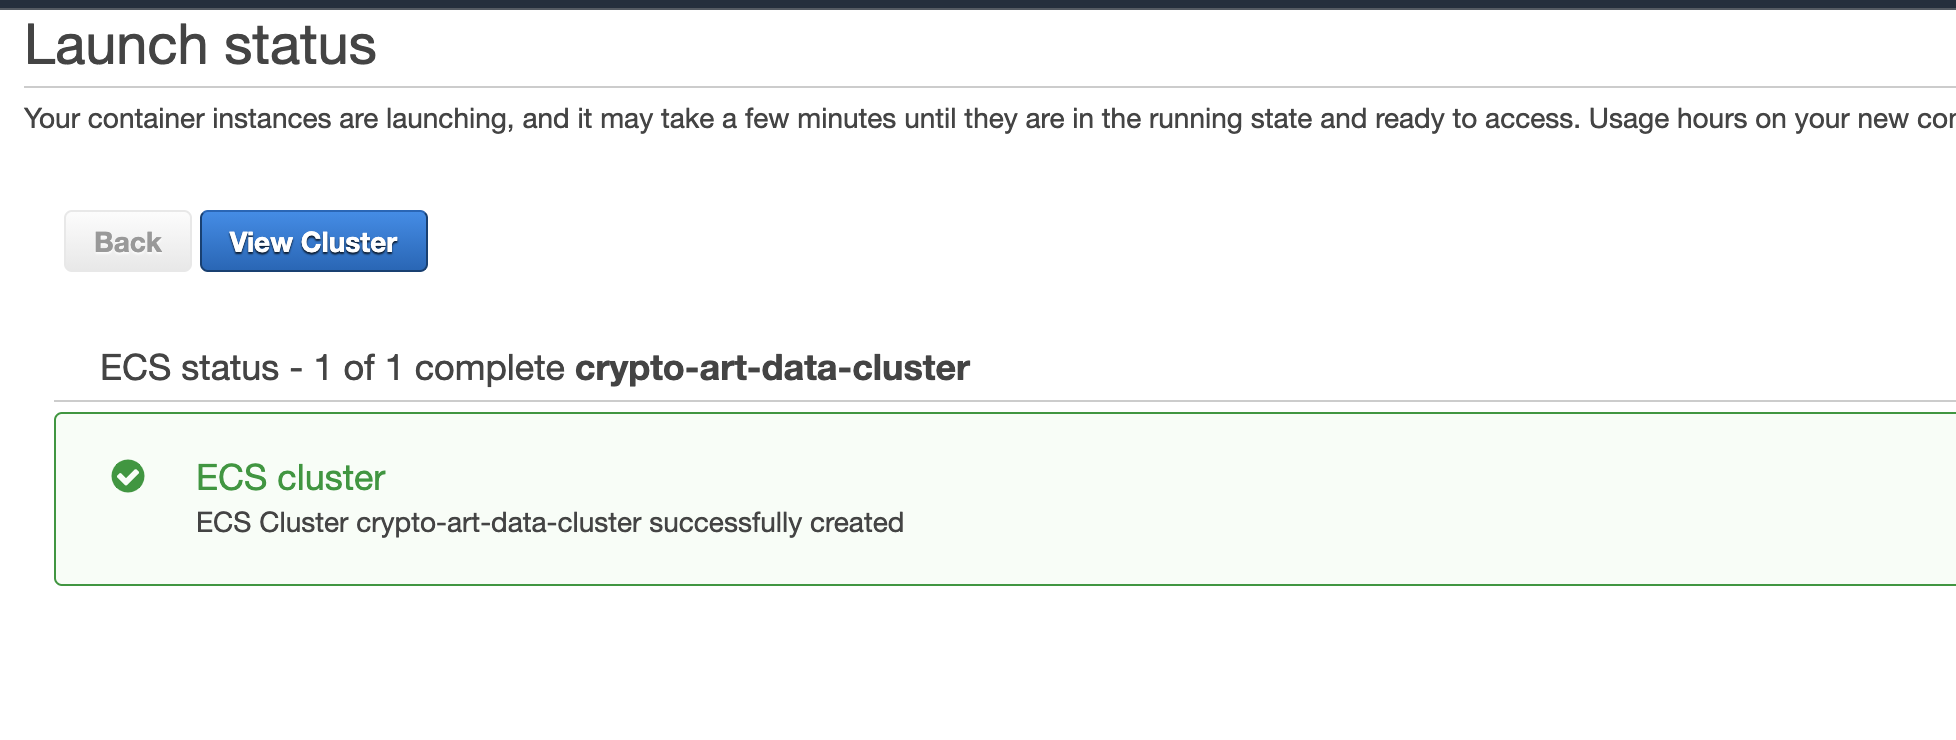 Launch status
Your container instances are launching, and it may take a few minutes until they are in the running state and ready to access. Usage hours on your new
Back
View Cluster
ECS status - 1 of 1 complete crypto-art-data-cluster
ECS cluster
ECS Cluster crypto-art-data-cluster successfully created